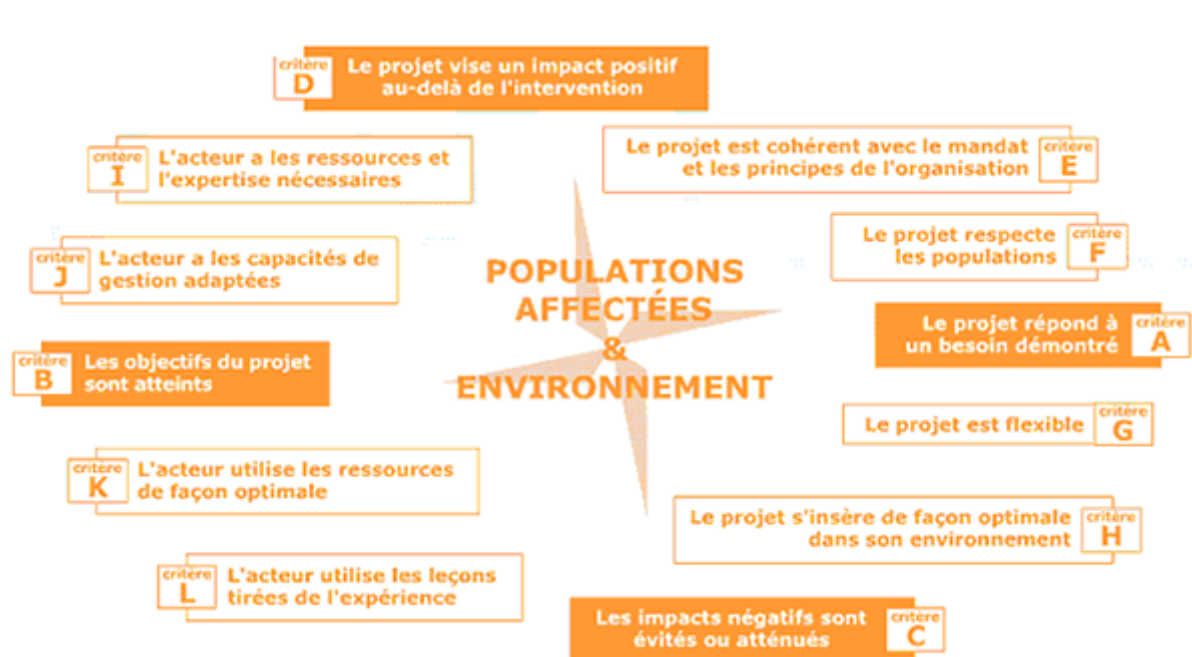 critère
D
Le projet vise un impact positif
au-delà de l'intervention
critère
I
L'acteur a les ressources et
l'expertise nécessaires
Le projet est cohérent avec le mandat
et les principes de l'organisation
critère
E
Le projet respecte
les populations
critère
F
critère
J
L'acteur a les capacités de
gestion adaptées
POPULATIONS
AFFECTÉES
&
ENVIRONNEMENT
Le projet répond à
un besoin démontré
critère
A
critère
B
Les objectifs du projet
sont atteints
Le projet est flexible
critère
G
critère
K
L'acteur utilise les ressources
de façon optimale
Le projet s'insère de façon optimale
dans son environnement
critère
H
critère
L
L'acteur utilise les leçons
tirées de l'expérience
Les impacts négatifs sont
évités ou atténués
critère
C